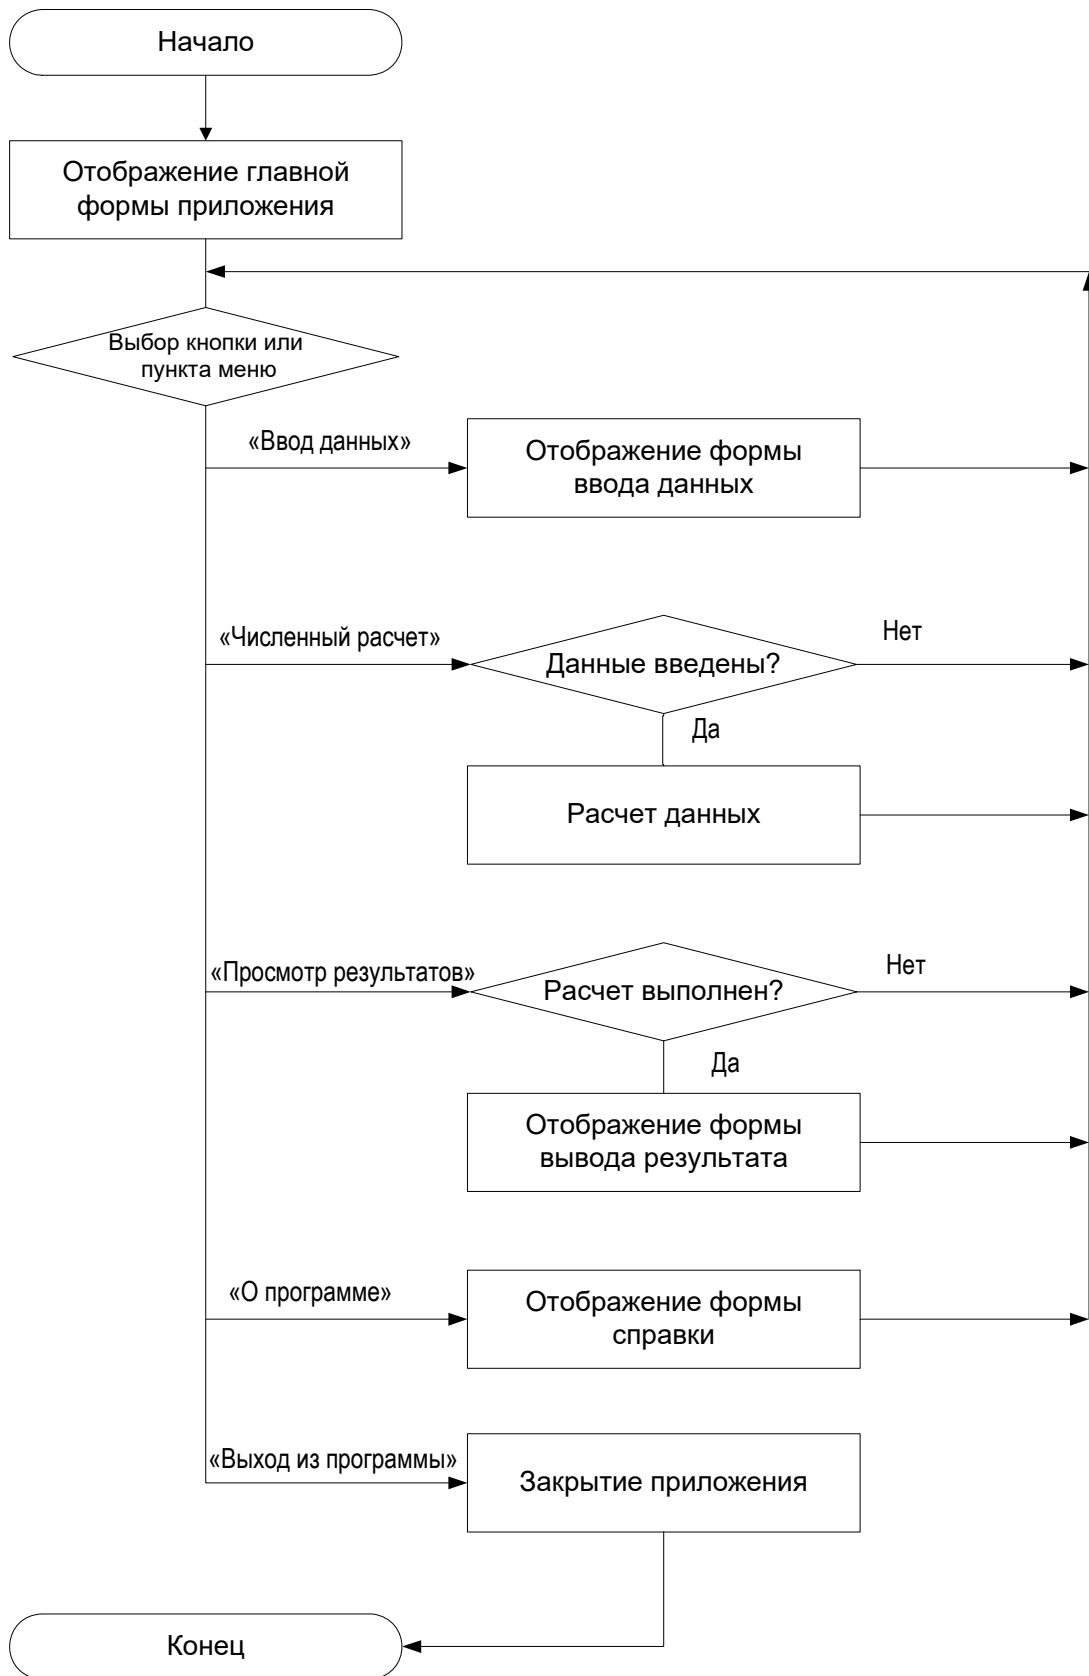 Начало
Отображение главной
формы приложения
Выбор кнопки или
пункта меню
«Ввод данных»
Отображение формы
ввода данных
«Численный расчет»
Данные введены?
Нет
Да
Расчет данных
«Просмотр результатов»
Расчет выполнен?
Нет
Да
Отображение формы
вывода результата
«О программе»
Отображение формы
справки
«Выход из программы»
Закрытие приложения
Конец